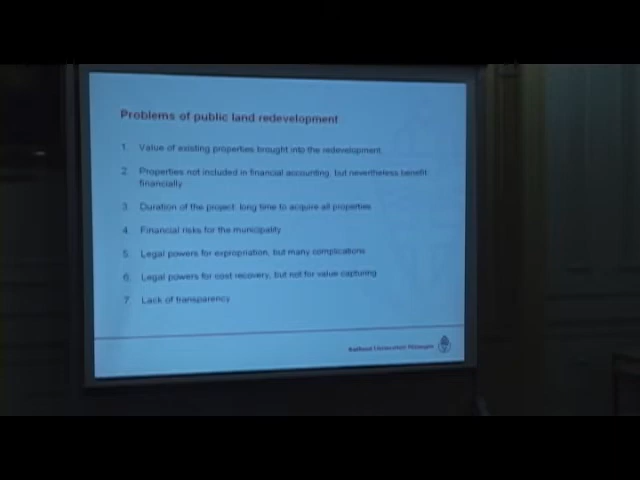 Problems of public land redevelopment
1. Value of existing properties brought into the redevelopment
2. Properties not included in financial accounting, but nevertheless benefit
financially
3. Duration of the project: long time to acquire all properties
4. Financial risks for the municipality
5. Legal powers for expropriation, but many complications
6. Legal powers for cost recovery, but not for value capturing
7. Lack of transparency
Radboud Universiteit Nijmegen